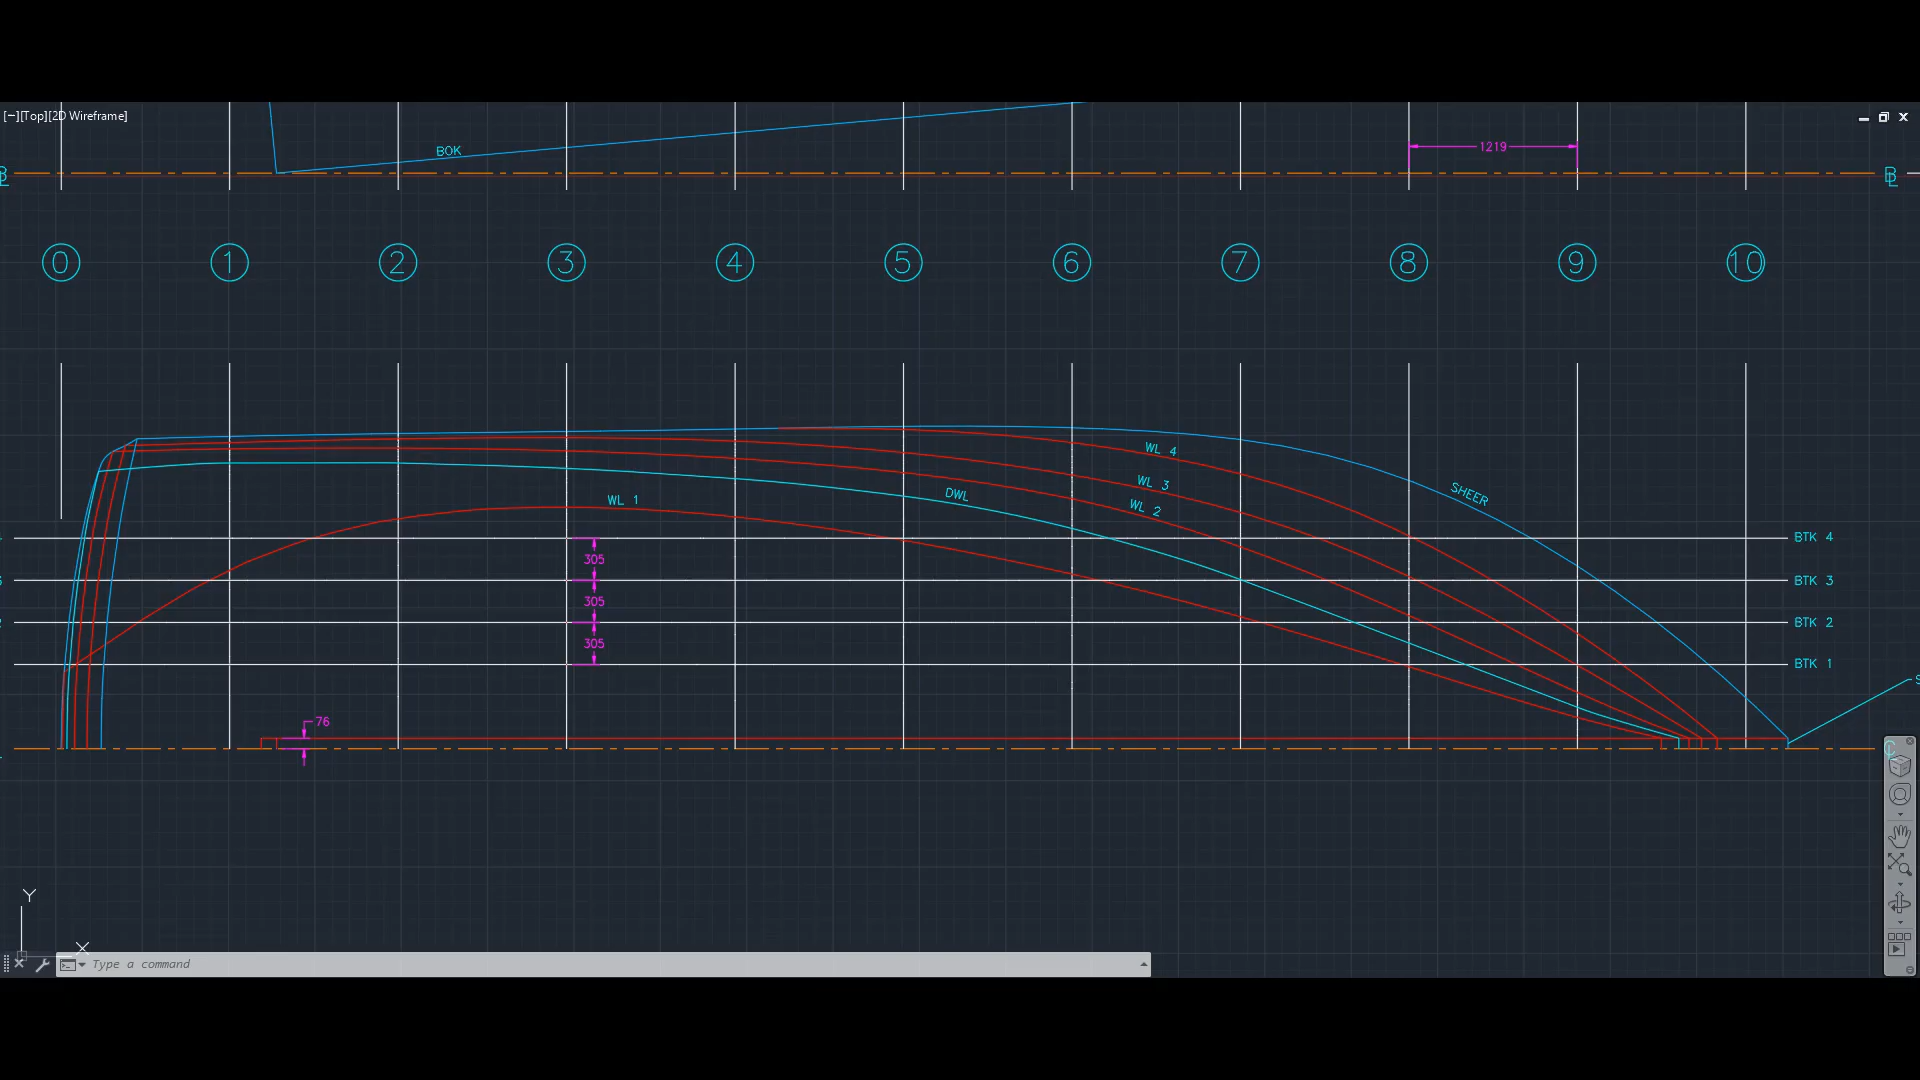 [−][Top][2D Wireframe]
BOK
1219
BL
0 1 2 3 4 5 6 7 8 9 10
WL 4
WL 3
SHEER
DWL
WL 1
WL 2
BTK 4
305
BTK 3
305
BTK 2
305
BTK 1
76
Y
X
Type a command